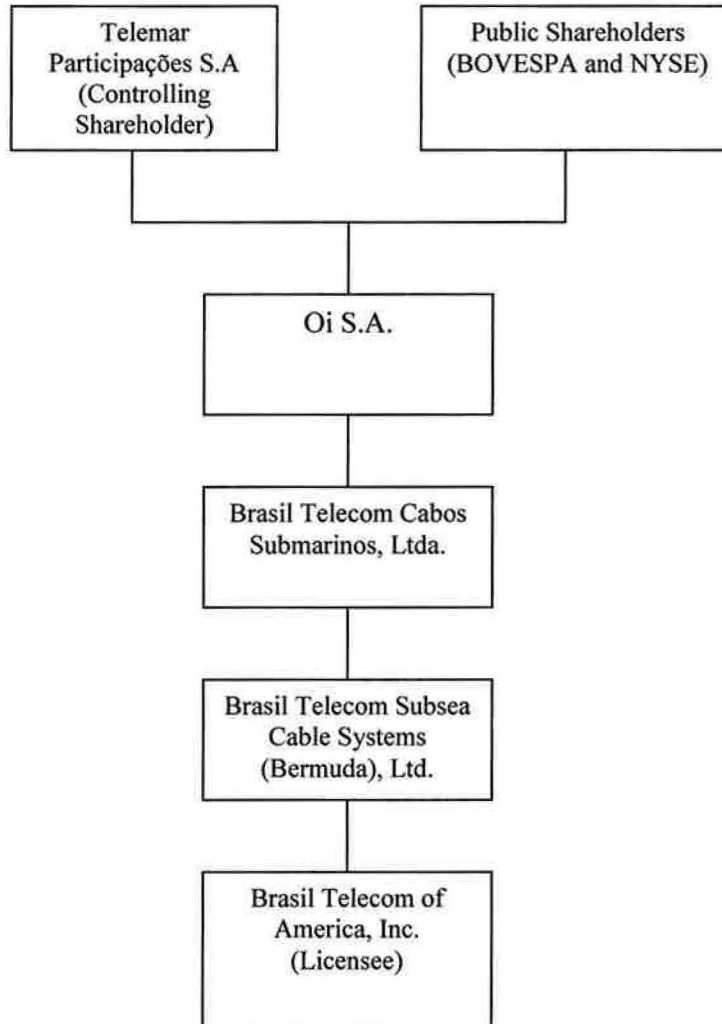 Telemar
Participações S.A
(Controlling
Shareholder)
Public Shareholders
(BOVESPA and NYSE)
Oi S.A.
Brasil Telecom Cabos
Submarinos, Ltda.
Brasil Telecom Subsea
Cable Systems
(Bermuda), Ltd.
Brasil Telecom of
America, Inc.
(Licensee)